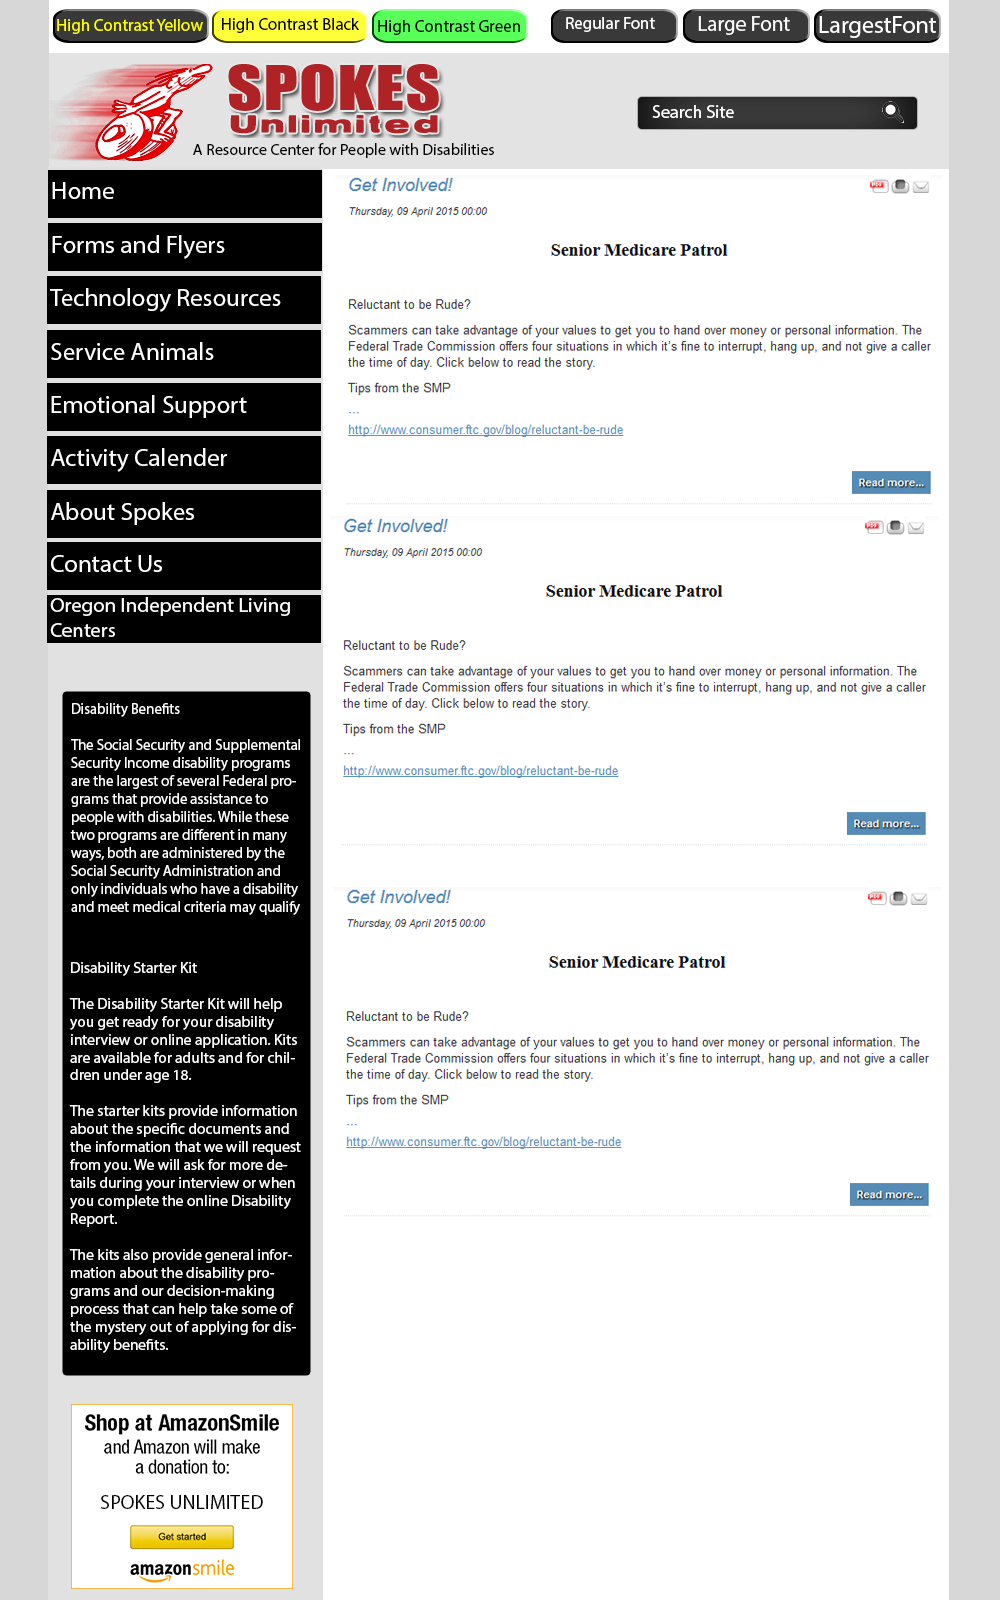 High Contrast Yellow
High Contrast Black
High Contrast Green
Regular Font
Large Font
LargestFont
SPOKES
Unlimited
A Resource Center for People with Disabilities
Search Site
Home
Forms and Flyers
Technology Resources
Service Animals
Emotional Support
Activity Calender
About Spokes
Contact Us
Oregon Independent Living
Centers
Disability Benefits
The Social Security and Supplemental
Security Income disability programs
are the largest of several Federal pro-
grams that provide assistance to
people with disabilities. While these
two programs are different in many
ways, both are administered by the
Social Security Administration and
only individuals who have a disability
and meet medical criteria may qualify
Disability Starter Kit
The Disability Starter Kit will help
you get ready for your disability
interview or online application. Kits
are available for adults and for chil-
dren under age 18.
The starter kits provide information
about the specific documents and
the information that we will request
from you. We will ask for more de-
tails during your interview or when
you complete the online Disability
Report.
The kits also provide general infor-
mation about the disability pro-
grams and our decision-making
process that can help take some of
the mystery out of applying for dis-
ability benefits.
Shop at AmazonSmile
and Amazon will make
a donation to:
SPOKES UNLIMITED
Get started
amazonsmile
Get Involved!
PDF
Thursday, 09 April 2015 00:00
Senior Medicare Patrol
Reluctant to be Rude?
Scammers can take advantage of your values to get you to hand over money or personal information. The
Federal Trade Commission offers four situations in which it's fine to interrupt, hang up, and not give a caller
the time of day. Click below to read the story.
Tips from the SMP
...
http://www.consumer.ftc.gov/blog/reluctant-be-rude
Read more...
Get Involved!
PDF
Thursday, 09 April 2015 00:00
Senior Medicare Patrol
Reluctant to be Rude?
Scammers can take advantage of your values to get you to hand over money or personal information. The
Federal Trade Commission offers four situations in which it's fine to interrupt, hang up, and not give a caller
the time of day. Click below to read the story.
Tips from the SMP
...
http://www.consumer.ftc.gov/blog/reluctant-be-rude
Read more...
Get Involved!
PDF
Thursday, 09 April 2015 00:00
Senior Medicare Patrol
Reluctant to be Rude?
Scammers can take advantage of your values to get you to hand over money or personal information. The
Federal Trade Commission offers four situations in which it's fine to interrupt, hang up, and not give a caller
the time of day. Click below to read the story.
Tips from the SMP
...
http://www.consumer.ftc.gov/blog/reluctant-be-rude
Read more...